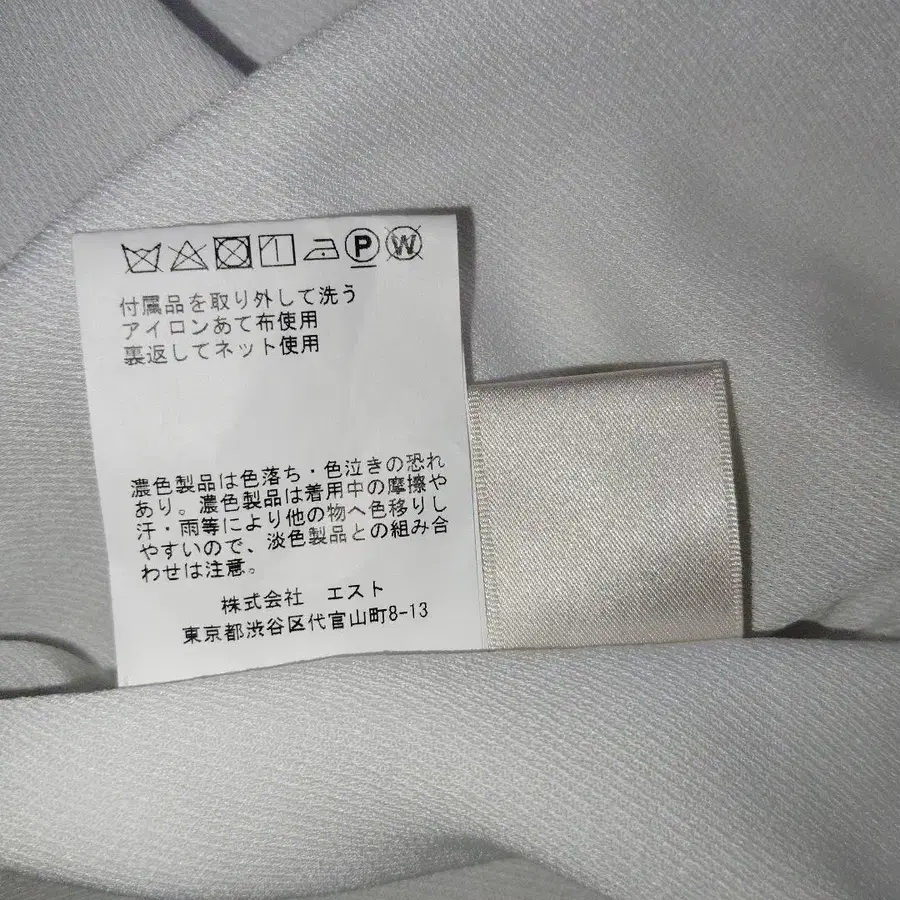 P W
付属品を取り外して洗う
アイロンあて布使用
裏返してネット使用
濃色製品は色落ち・色泣きの恐れ
あり。濃色製品は着用中の摩擦や
汗・雨等により他の物へ色移りし
やすいので、淡色製品との組み合
わせは注意。
株式会社 エスト
東京都渋谷区代官山町8-13